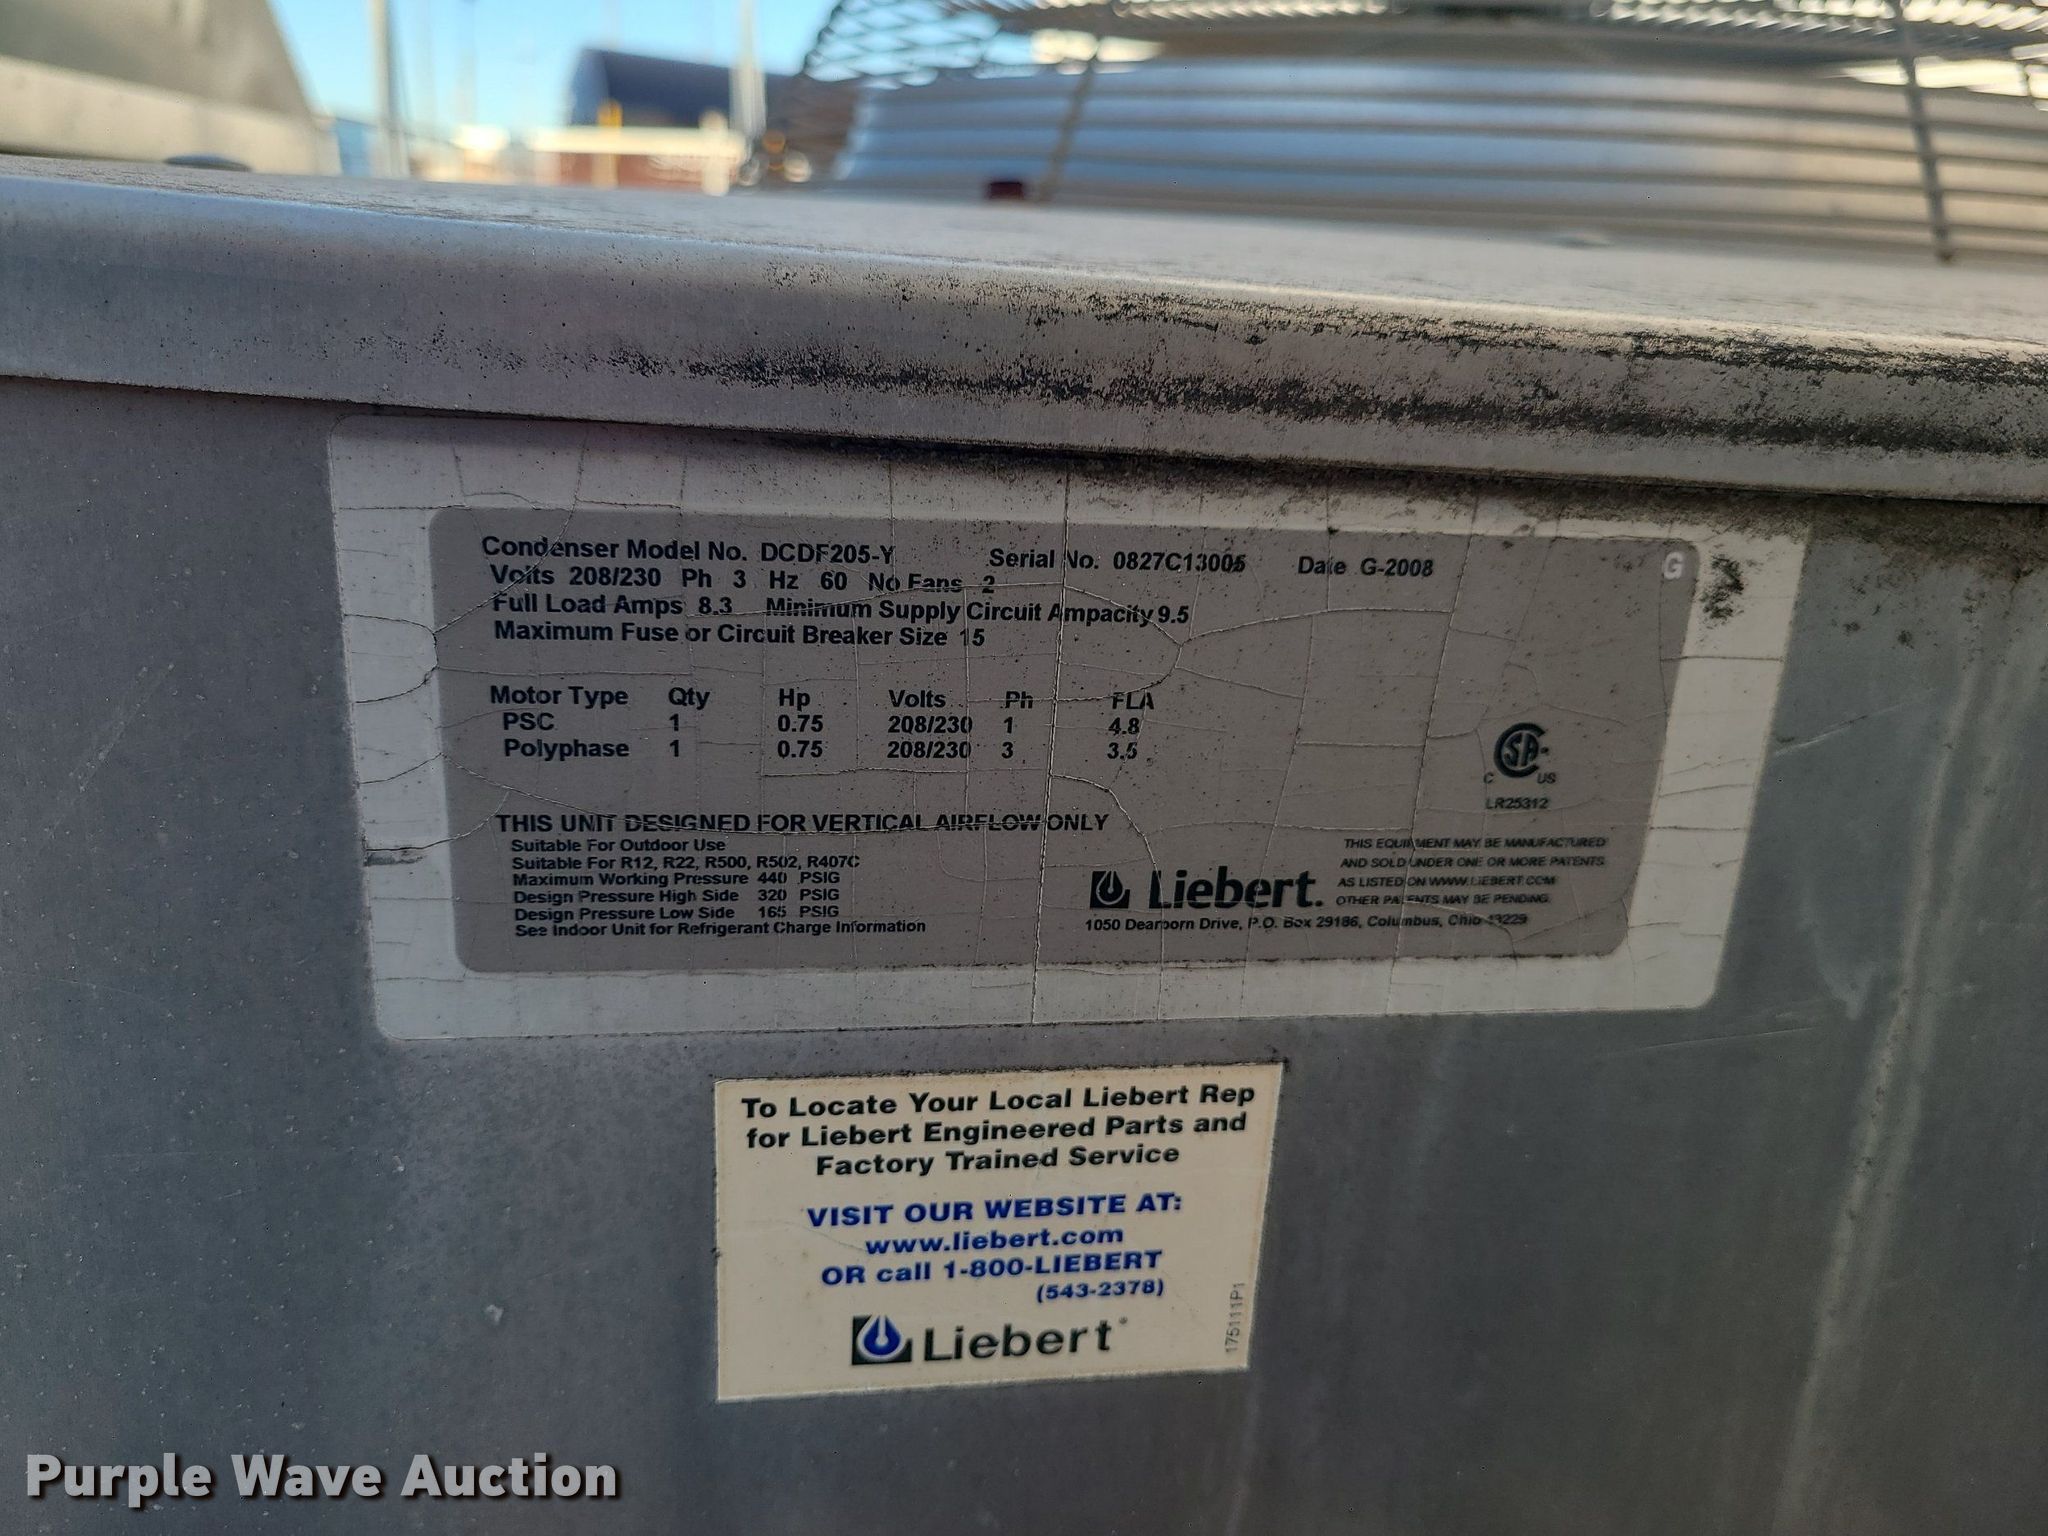 Condenser Model No. DCDF205-Y Serial No. 0827C13005 Date G-2008 G
Volts 208/230 Ph 3 Hz 60 No Fans 2
Full Load Amps 8.3 Minimum Supply Circuit Ampacity 9.5
Maximum Fuse or Circuit Breaker Size 15
Motor Type Qty Hp Volts Ph FLA
PSC 1 0.75 208/230 1 4.8
Polyphase 1 0.75 208/230 3 3.5
C SA US
LR25312
THIS UNIT DESIGNED FOR VERTICAL AIRFLOW ONLY
Suitable For Outdoor Use
Suitable For R12, R22, R500, R502, R407C
Maximum Working Pressure 440 PSIG
Design Pressure High Side 320 PSIG
Design Pressure Low Side 165 PSIG
See Indoor Unit for Refrigerant Charge Information
THIS EQUIPMENT MAY BE MANUFACTURED
AND SOLD UNDER ONE OR MORE PATENTS
AS LISTED ON WWW.LIEBERT.COM
OTHER PATENTS MAY BE PENDING.
Liebert.
1050 Dearborn Drive, P.O. Box 29186, Columbus, Ohio 43229
To Locate Your Local Liebert Rep
for Liebert Engineered Parts and
Factory Trained Service
VISIT OUR WEBSITE AT:
www.liebert.com
OR call 1-800-LIEBERT
(543-2378)
Liebert®
175111P1
Purple Wave Auction